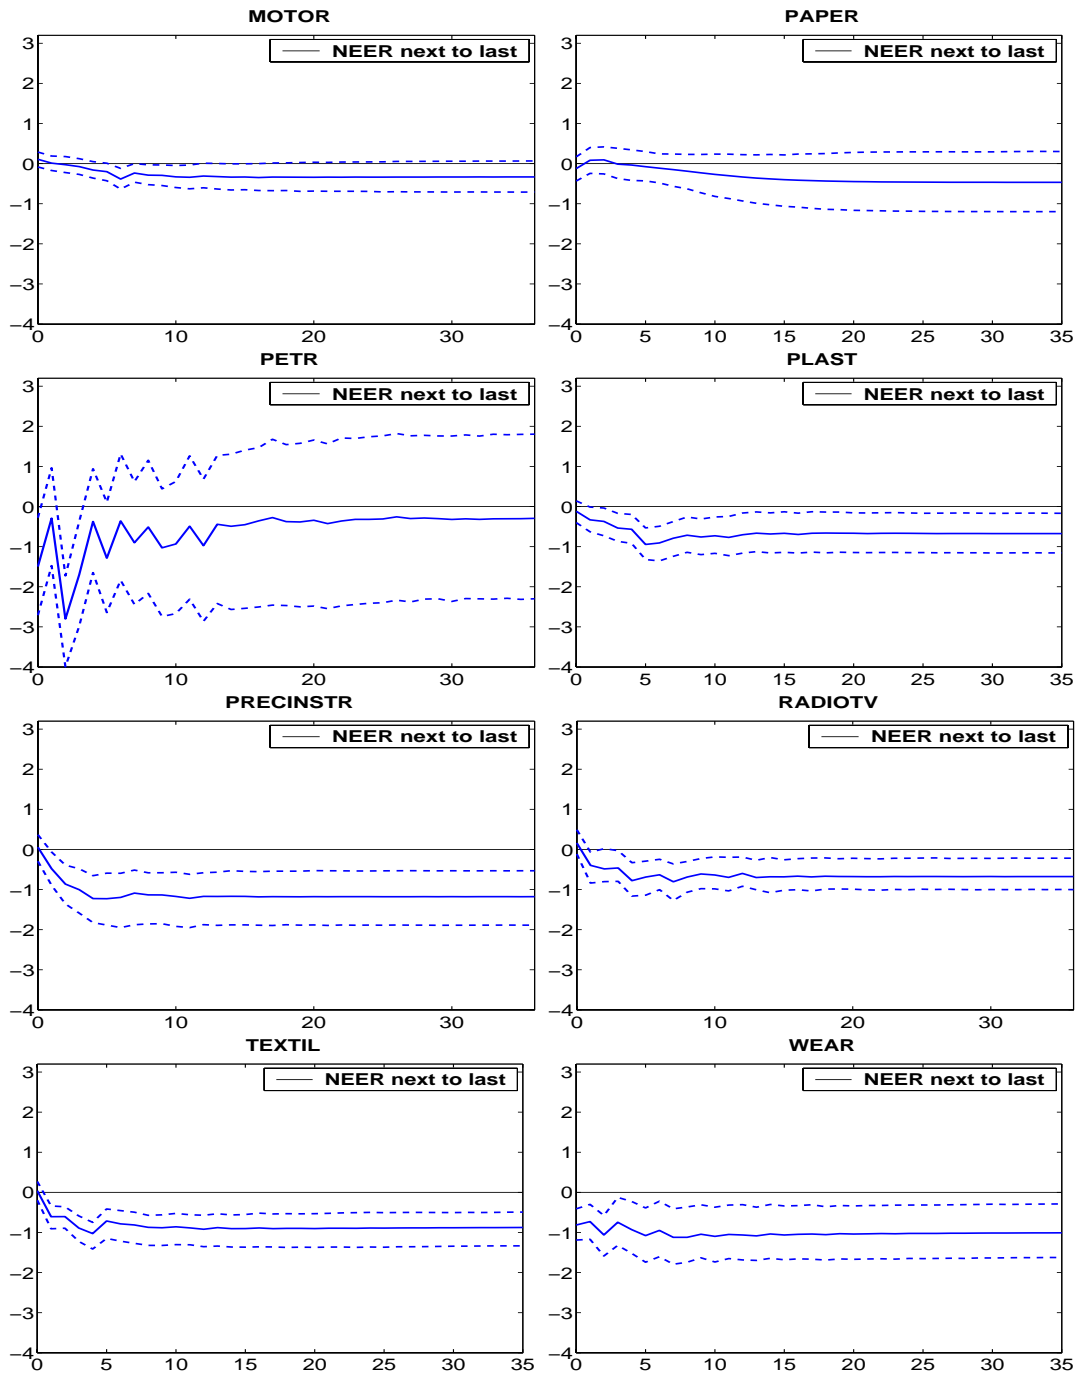 MOTOR PAPER
NEER next to last NEER next to last
3 3
2 2
1 1
0 0
−1 −1
−2 −2
−3 −3
−4 −4
0 10 20 30 0 5 10 15 20 25 30 35
PETR PLAST
NEER next to last NEER next to last
3 3
2 2
1 1
0 0
−1 −1
−2 −2
−3 −3
−4 −4
0 10 20 30 0 5 10 15 20 25 30 35
PRECINSTR RADIOTV
NEER next to last NEER next to last
3 3
2 2
1 1
0 0
−1 −1
−2 −2
−3 −3
−4 −4
0 10 20 30 0 10 20 30
TEXTIL WEAR
NEER next to last NEER next to last
3 3
2 2
1 1
0 0
−1 −1
−2 −2
−3 −3
−4 −4
0 5 10 15 20 25 30 35 0 5 10 15 20 25 30 35